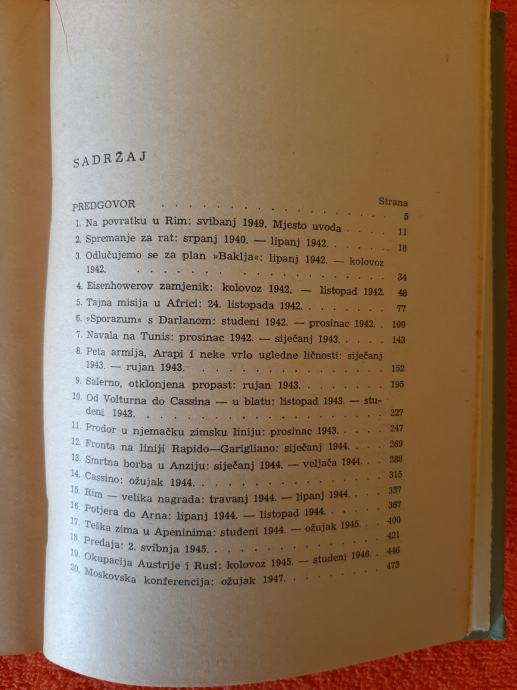 SADRŽAJ
Strana
PREDGOVOR . . . . . . . . . . . . . . . 5
1. Na povratku u Rim: svibanj 1949. Mjesto uvoda . . . . 11
2. Spremanje za rat: srpanj 1940. — lipanj 1942. . . . . . 18
3. Odlučujemo se za plan »Baklja«: lipanj 1942. — kolovoz
1942. . . . . . . . . . . . . . . . . 34
4. Eisenhowerov zamjenik: kolovoz 1942. — listopad 1942. 48
5. Tajna misija u Africi: 24. listopada 1942. . . . . . . . 77
6. »Sporazum« s Darlanom: studeni 1942. — prosinac 1942. . 100
7. Navala na Tunis: prosinac 1942. — siječanj 1943. . . . 143
8. Peta armija, Arapi i neke vrlo ugledne ličnosti: siječanj
1943. — rujan 1943. . . . . . . . . . . . . 152
9. Salerno, otklonjena propast: rujan 1943. . . . . . . . 195
10. Od Volturna do Cassina — u blatu: listopad 1943. — stu-
deni 1943. . . . . . . . . . . . . . . . 227
11. Prodor u njemačku zimsku liniju: prosinac 1943. . . . . 247
12. Fronta na liniji Rapido—Garigliano: siječanj 1944. . . . 269
13. Smrtna borba u Anziju: siječanj 1944. — veljača 1944. . . 288
14. Cassino: ožujak 1944. . . . . . . . . . . . . 315
15. Rim — velika nagrada: travanj 1944. — lipanj 1944. . . . 337
16. Potjera do Arna: lipanj 1944. — listopad 1944. . . . . 367
17. Teška zima u Apeninima: studeni 1944. — ožujak 1945. . . 400
18. Predaja: 2. svibnja 1945. . . . . . . . . . . . 421
19. Okupacija Austrije i Rusi: kolovoz 1945. — studeni 1946. . . 446
20. Moskovska konferencija: ožujak 1947. . . . . . . . . 473